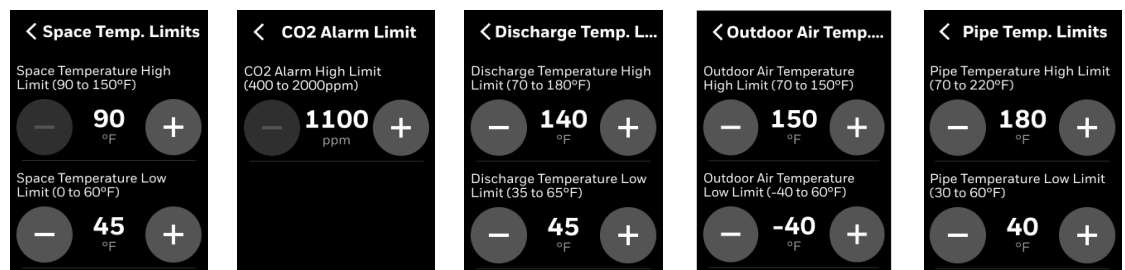 Space Temp. Limits
Space Temperature High
Limit (90 to 150°F)
90
°F
Space Temperature Low
Limit (0 to 60°F)
45
°F
CO2 Alarm Limit
CO2 Alarm High Limit
(400 to 2000ppm)
1100
ppm
Discharge Temp. L...
Discharge Temperature High
Limit (70 to 180°F)
140
°F
Discharge Temperature Low
Limit (35 to 65°F)
45
°F
Outdoor Air Temp....
Outdoor Air Temperature
High Limit (70 to 150°F)
150
°F
Outdoor Air Temperature
Low Limit (-40 to 60°F)
-40
°F
Pipe Temp. Limits
Pipe Temperature High Limit
(70 to 220°F)
180
°F
Pipe Temperature Low Limit
(30 to 60°F)
40
°F